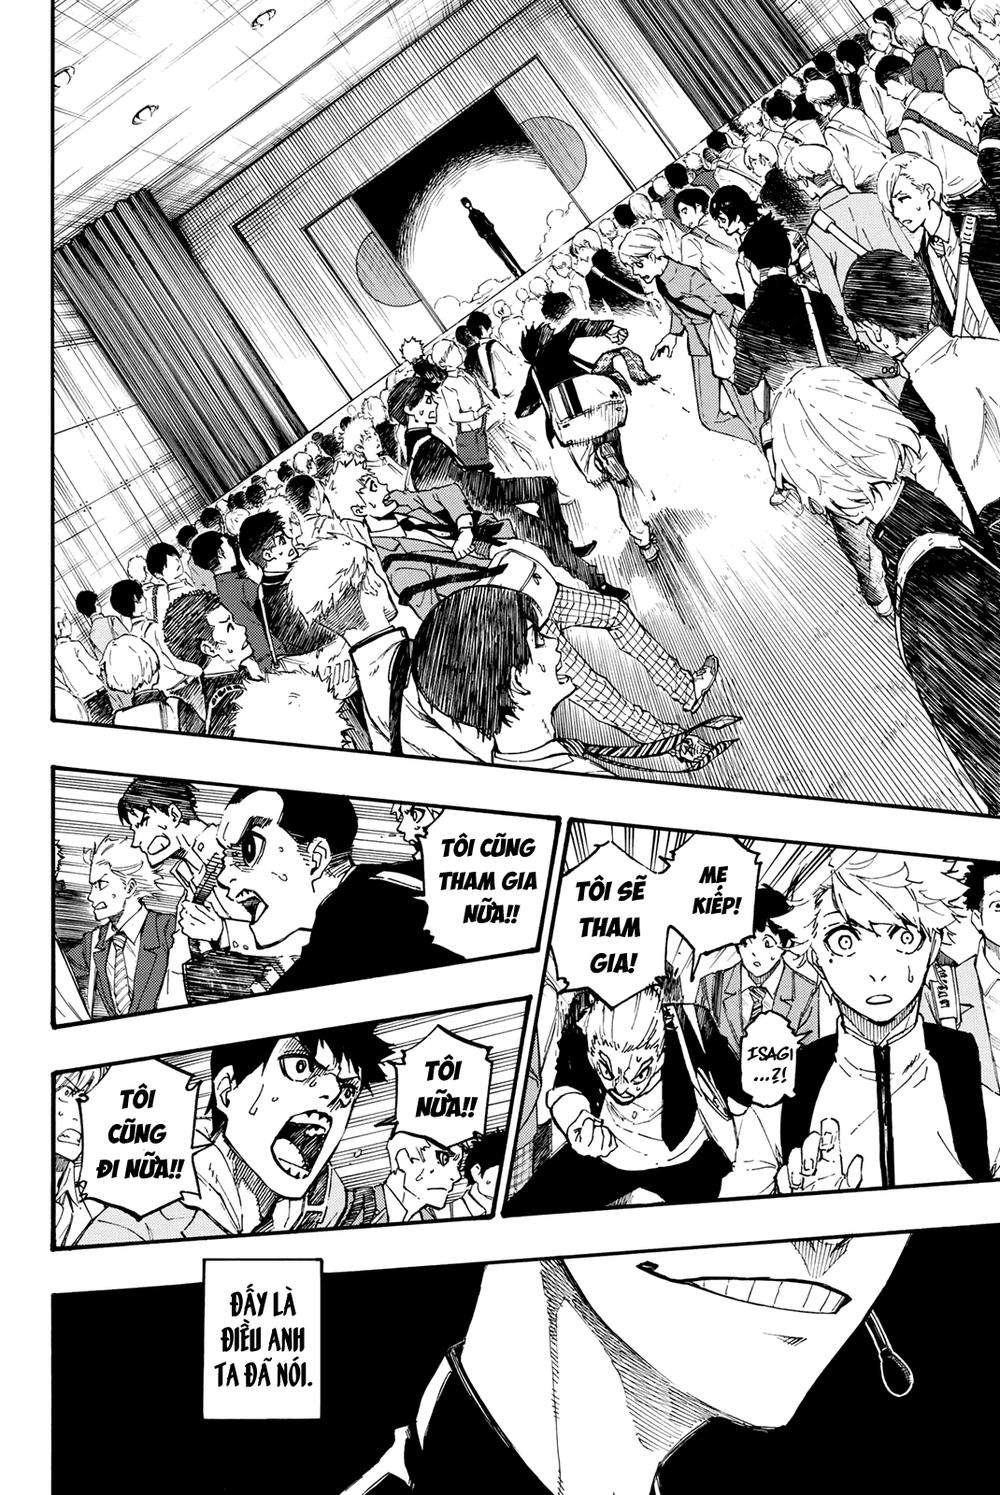 MẸ
KIẾP!
ISAGI
...?!
TÔI SẼ
THAM
GIA!
TÔI CŨNG
THAM GIA
NỮA!!
TÔI
NỮA!!
TÔI
CŨNG
ĐI NỮA!!
ĐẤY LÀ
ĐIỀU ANH
TA ĐÃ NÓI.